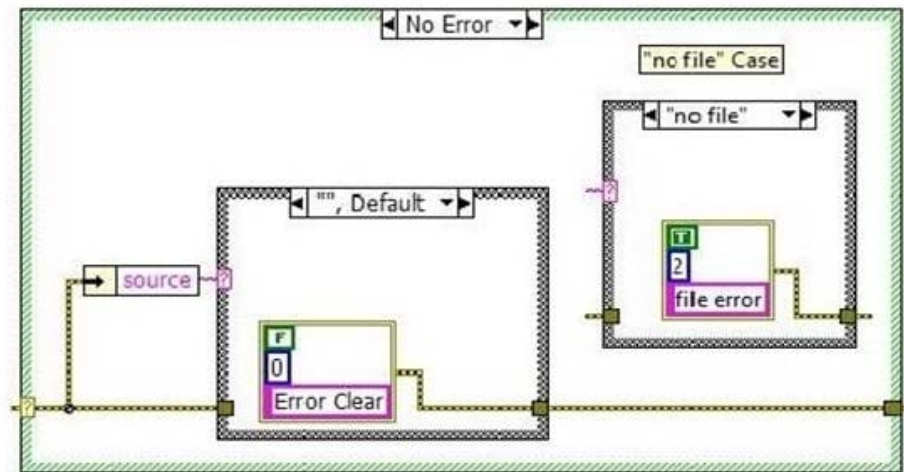 No Error
"no file" Case
"no file"
"", Default
?
source
?
T
2
file error
F
0
Error Clear
?